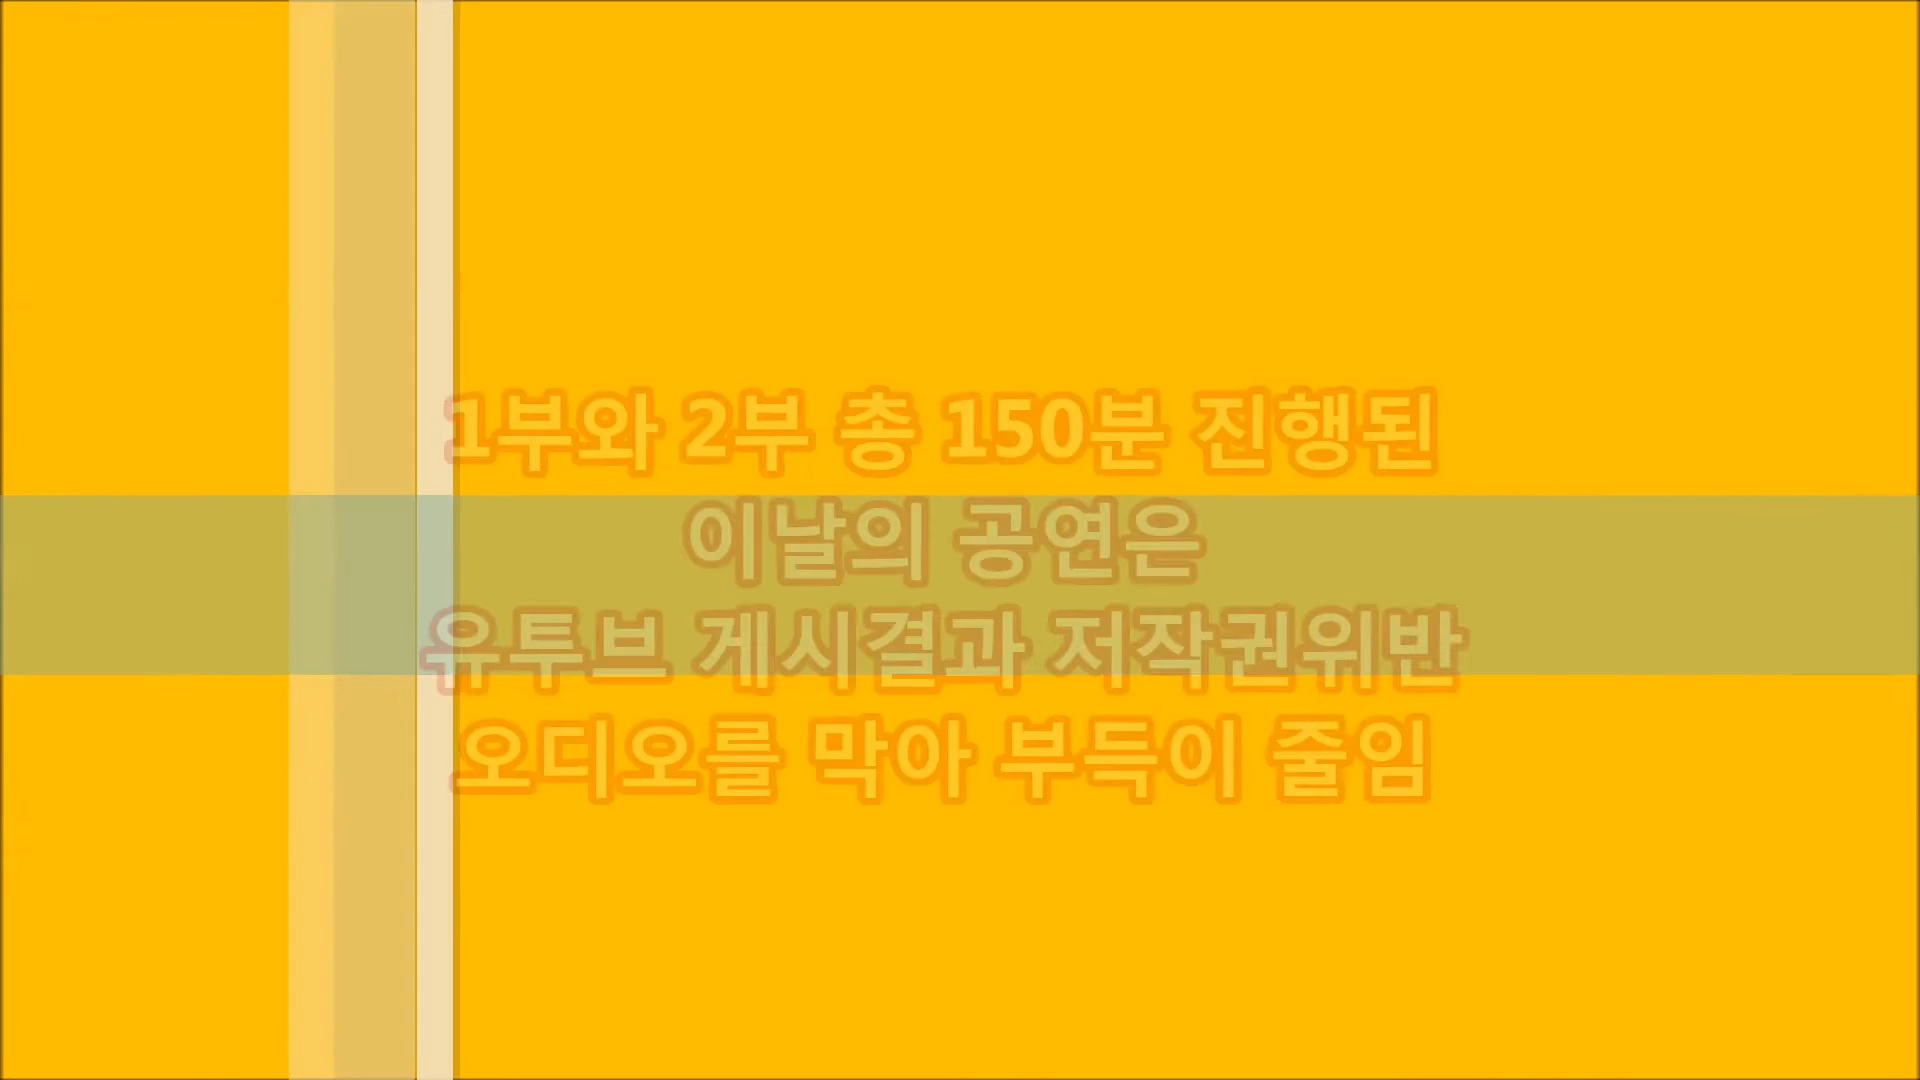 1부와 2부 총 150분 진행된
이날의 공연은
유투브 게시결과 저작권위반
오디오를 막아 부득이 줄임